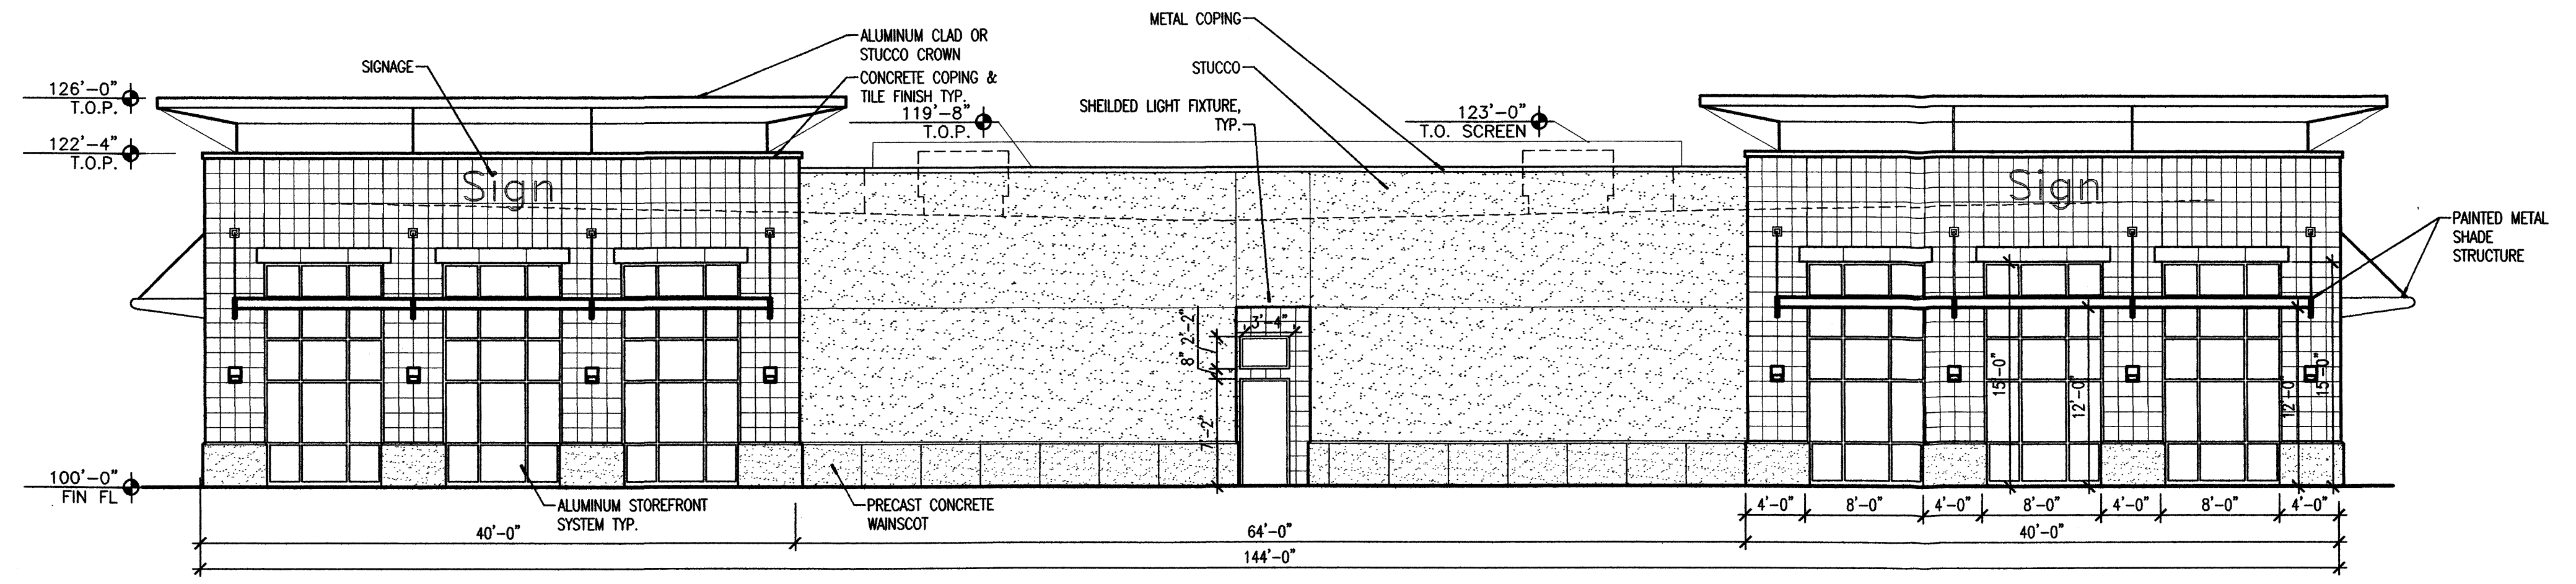 METAL COPING
ALUMINUM CLAD OR
STUCCO CROWN
SIGNAGE
STUCCO
CONCRETE COPING &
TILE FINISH TYP.
126'-0"
T.O.P.
119'-8"
T.O.P.
SHEILDED LIGHT FIXTURE,
TYP.
123'-0"
T.O. SCREEN
122'-4"
T.O.P.
Sign
Sign
PAINTED METAL
SHADE
STRUCTURE
3'-4"
2'-2"
8"
7'-2"
15'-0"
12'-0"
12'-0"
15'-0"
100'-0"
FIN FL
ALUMINUM STOREFRONT
SYSTEM TYP.
PRECAST CONCRETE
WAINSCOT
4'-0"
8'-0"
4'-0"
8'-0"
4'-0"
8'-0"
4'-0"
40'-0"
64'-0"
40'-0"
144'-0"